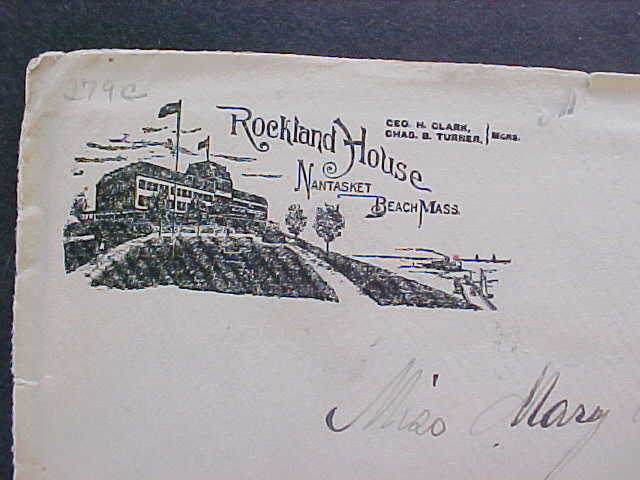 279c
Rockland House
GEO. H. CLARK,
CHAS. B. TURNER, MGRS.
NANTASKET
BEACH MASS.
Miss Mary